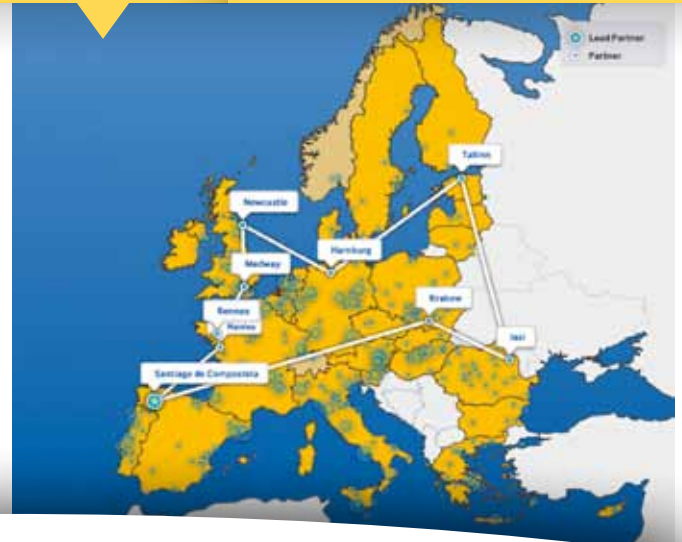 Lead Partner
Partner
Tallinn
Newcastle
Hamburg
Medway
Krakow
Rennes
Nantes
Iasi
Santiago de Compostela